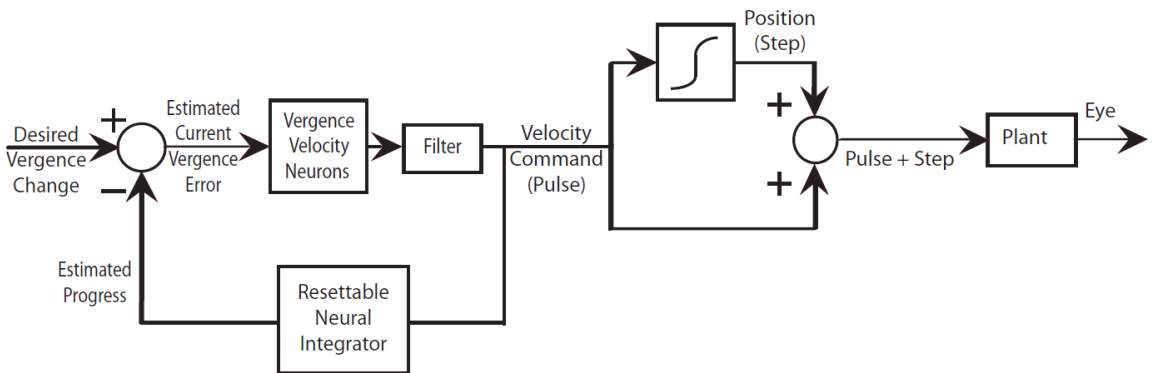 Desired
Vergence
Change
+
−
Estimated
Current
Vergence
Error
Vergence
Velocity
Neurons
Filter
Velocity
Command
(Pulse)
Position
(Step)
+
+
Pulse + Step
Plant
Eye
Estimated
Progress
Resettable
Neural
Integrator